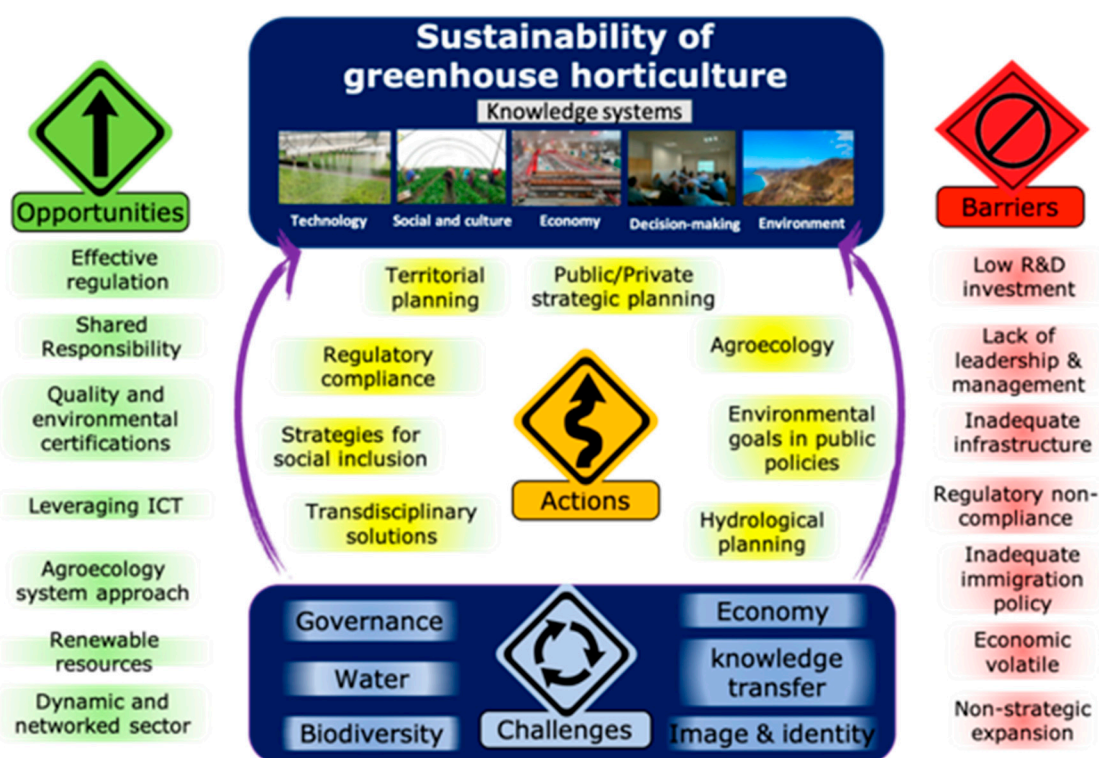 Sustainability of
greenhouse horticulture
Knowledge systems
Technology
Social and culture
Economy
Decision-making
Environment
Opportunities
Effective
regulation
Shared
Responsibility
Quality and
environmental
certifications
Leveraging ICT
Agroecology
system approach
Renewable
resources
Dynamic and
networked sector
Territorial
planning
Public/Private
strategic planning
Regulatory
compliance
Agroecology
Strategies for
social inclusion
Environmental
goals in public
policies
Transdisciplinary
solutions
Hydrological
planning
Actions
Governance
Water
Biodiversity
Economy
knowledge
transfer
Image & identity
Challenges
Barriers
Low R&D
investment
Lack of
leadership &
management
Inadequate
infrastructure
Regulatory non-
compliance
Inadequate
immigration
policy
Economic
volatile
Non-strategic
expansion